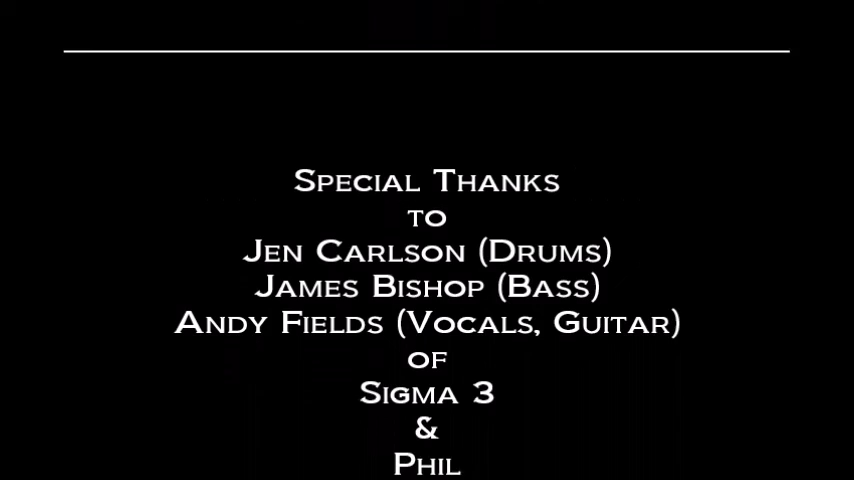 Special Thanks
to
Jen Carlson (Drums)
James Bishop (Bass)
Andy Fields (Vocals, Guitar)
of
Sigma 3
&
Phil